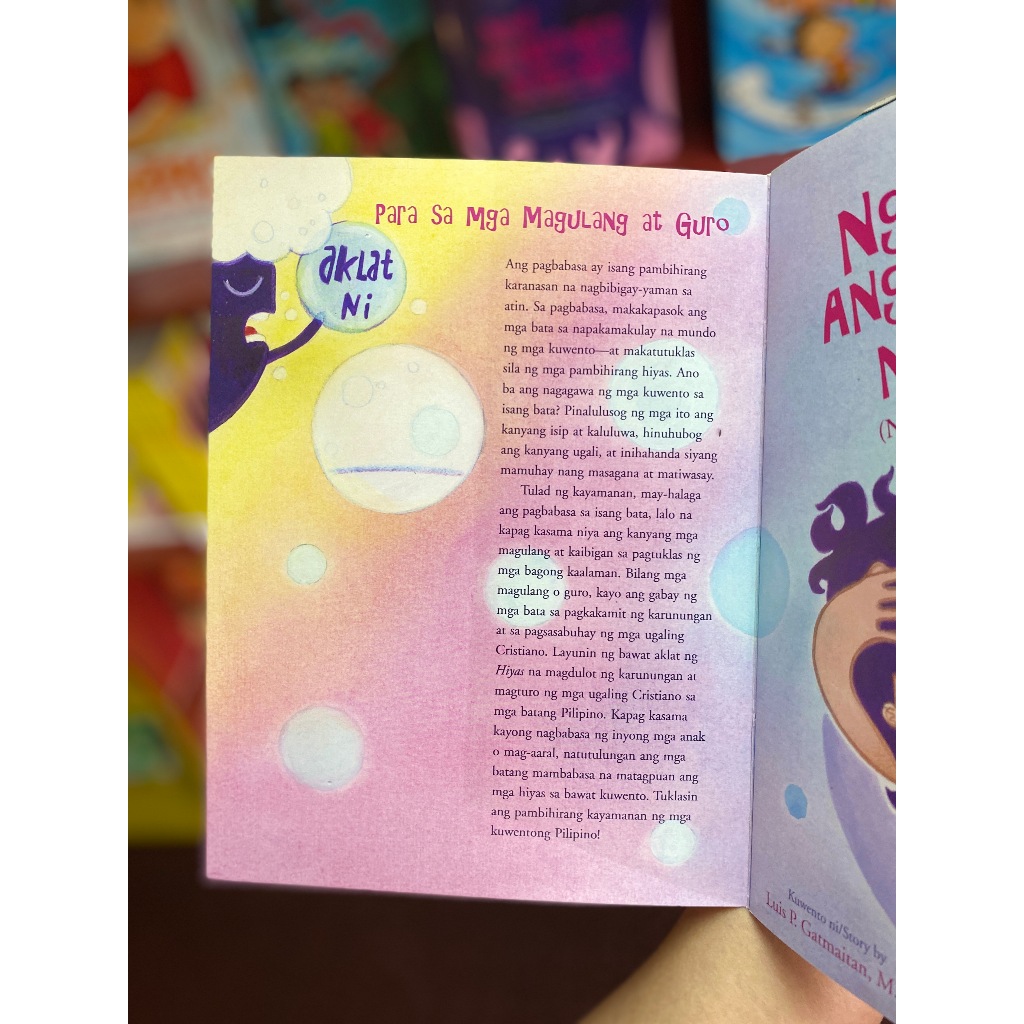 Para sa mga Magulang at Guro
aklat
Ni
Ang pagbabasa ay isang pambihirang
karanasan na nagbibigay-yaman sa
atin. Sa pagbabasa, makakapasok ang
mga bata sa napakamakulay na mundo
ng mga kuwento—at makatutuklas
sila ng mga pambihirang hiyas. Ano
ba ang nagagawa ng mga kuwento sa
isang bata? Pinalulusog ng mga ito ang
kanyang isip at kaluluwa, hinuhubog
ang kanyang ugali, at inihahanda siyang
mamuhay nang masagana at matiwasay.
Tulad ng kayamanan, may-halaga
ang pagbabasa sa isang bata, lalo na
kapag kasama niya ang kanyang mga
magulang at kaibigan sa pagtuklas ng
mga bagong kaalaman. Bilang mga
magulang o guro, kayo ang gabay ng
mga bata sa pagkakamit ng karunungan
at sa pagsasabuhay ng mga ugaling
Cristiano. Layunin ng bawat aklat ng
Hiyas na magdulot ng karunungan at
magturo ng mga ugaling Cristiano sa
mga batang Pilipino. Kapag kasama
kayong nagbabasa ng inyong mga anak
o mag-aaral, natutulungan ang mga
batang mambabasa na matagpuan ang
mga hiyas sa bawat kuwento. Tuklasin
ang pambihirang kayamanan ng mga
kuwentong Pilipino!
ANG
Kuwento ni/Story by
Luis P. Gatmaitan, M.